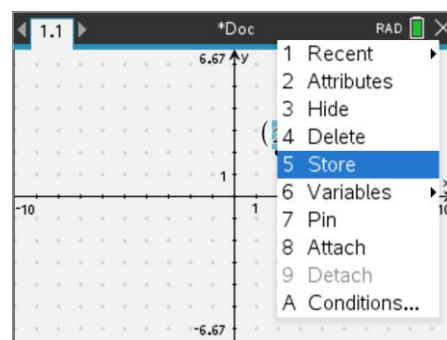 1.1 *Doc RAD
6.67 y
1 Recent
2 Attributes
3 Hide
( 4 Delete
5 Store
1
6 Variables
-10 1 10
7 Pin
8 Attach
9 Detach
A Conditions...
-6.67